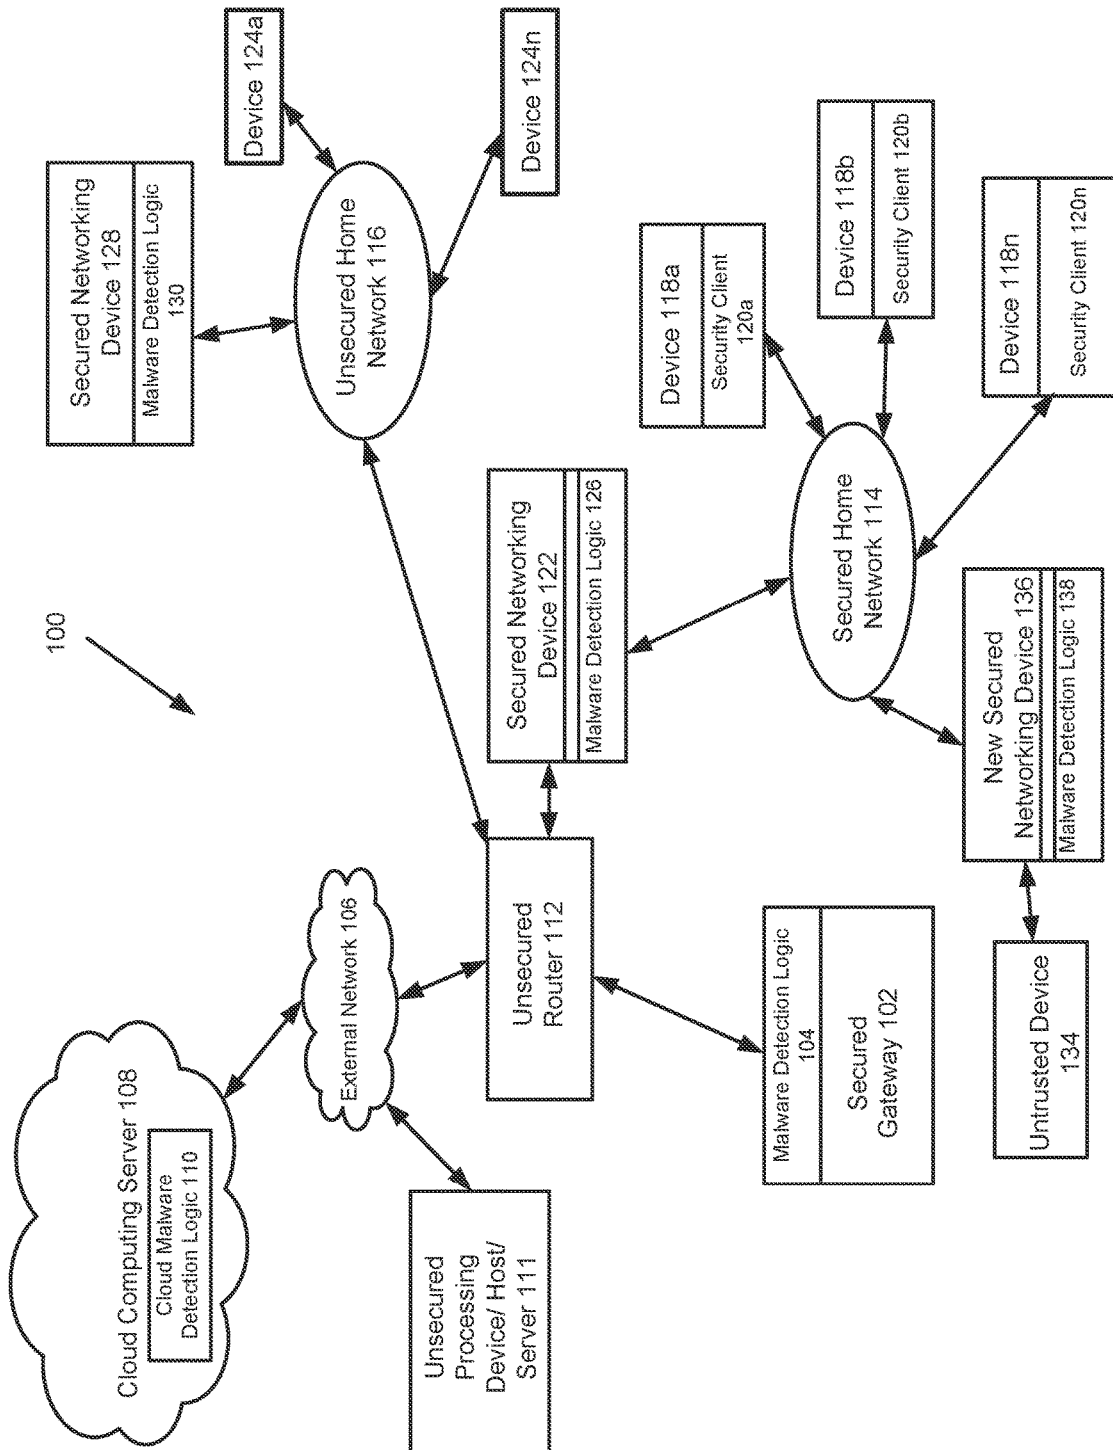 100
Cloud Computing Server 108
Cloud Malware
Detection Logic 110
External Network 106
Unsecured
Processing
Device/ Host/
Server 111
Unsecured
Router 112
Malware Detection Logic
104
Secured
Gateway 102
Untrusted Device
134
New Secured
Networking Device 136
Malware Detection Logic 138
Secured Networking
Device 122
Malware Detection Logic 126
Secured Home
Network 114
Device 118a
Security Client
120a
Device 118b
Security Client 120b
Device 118n
Security Client 120n
Secured Networking
Device 128
Malware Detection Logic
130
Unsecured Home
Network 116
Device 124a
Device 124n